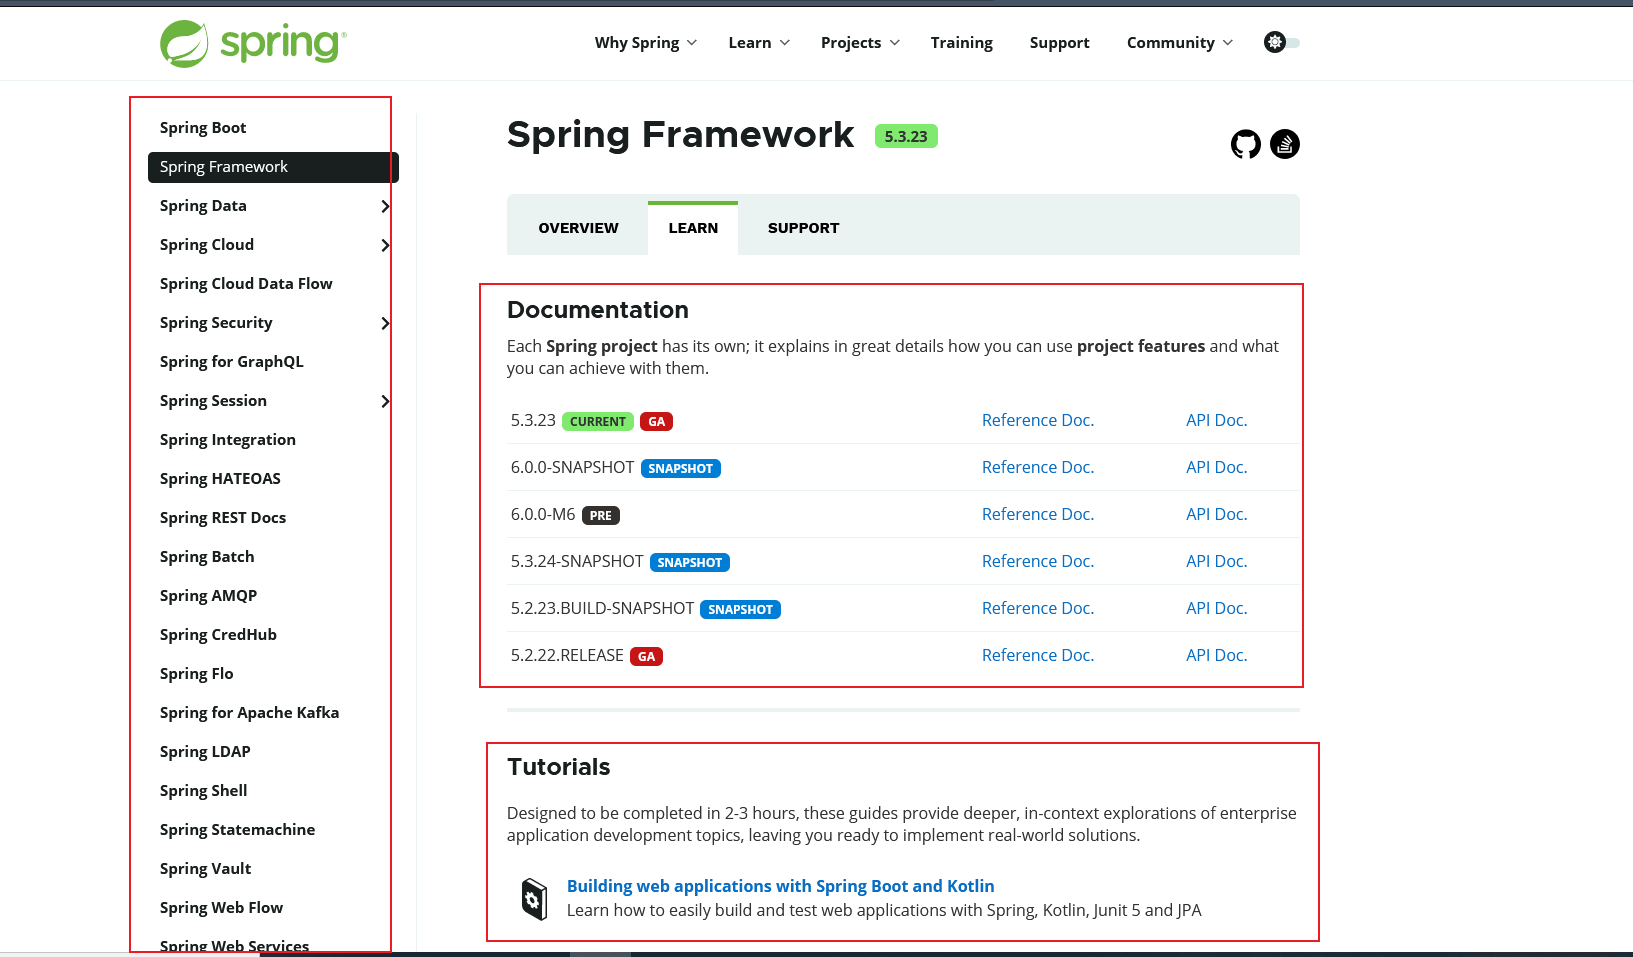 spring
Why Spring
Learn
Projects
Training
Support
Community
Spring Boot
Spring Framework
Spring Data
Spring Cloud
Spring Cloud Data Flow
Spring Security
Spring for GraphQL
Spring Session
Spring Integration
Spring HATEOAS
Spring REST Docs
Spring Batch
Spring AMQP
Spring CredHub
Spring Flo
Spring for Apache Kafka
Spring LDAP
Spring Shell
Spring Statemachine
Spring Vault
Spring Web Flow
Spring Web Services
Spring Framework 5.3.23
OVERVIEW LEARN SUPPORT
Documentation
Each Spring project has its own; it explains in great details how you can use project features and what
you can achieve with them.
5.3.23 CURRENT GA Reference Doc. API Doc.
6.0.0-SNAPSHOT SNAPSHOT Reference Doc. API Doc.
6.0.0-M6 PRE Reference Doc. API Doc.
5.3.24-SNAPSHOT SNAPSHOT Reference Doc. API Doc.
5.2.23.BUILD-SNAPSHOT SNAPSHOT Reference Doc. API Doc.
5.2.22.RELEASE GA Reference Doc. API Doc.
Tutorials
Designed to be completed in 2-3 hours, these guides provide deeper, in-context explorations of enterprise
application development topics, leaving you ready to implement real-world solutions.
Building web applications with Spring Boot and Kotlin
Learn how to easily build and test web applications with Spring, Kotlin, Junit 5 and JPA